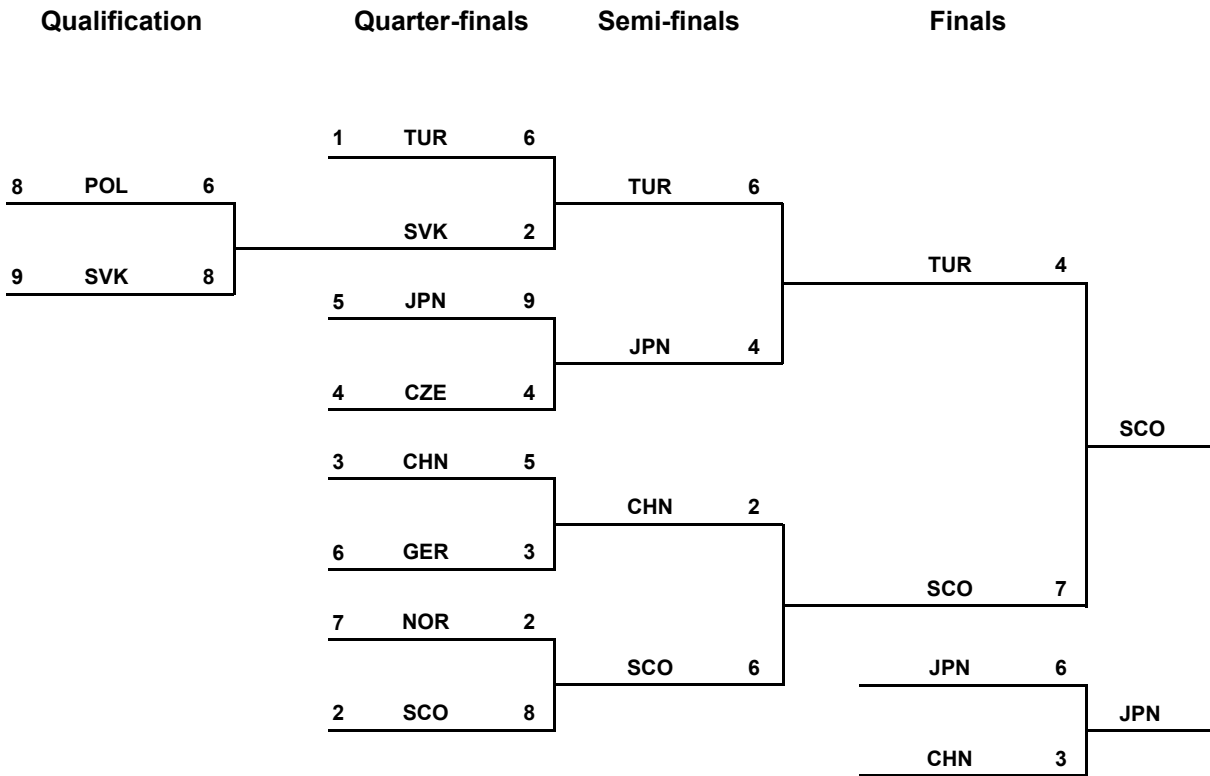 Qualification Quarter-finals Semi-finals Finals
1 TUR 6
8 POL 6 TUR 6
SVK 2
TUR 4
9 SVK 8
5 JPN 9
JPN 4
4 CZE 4
SCO
3 CHN 5
CHN 2
6 GER 3
SCO 7
7 NOR 2
SCO 6 JPN 6
2 SCO 8 JPN
CHN 3